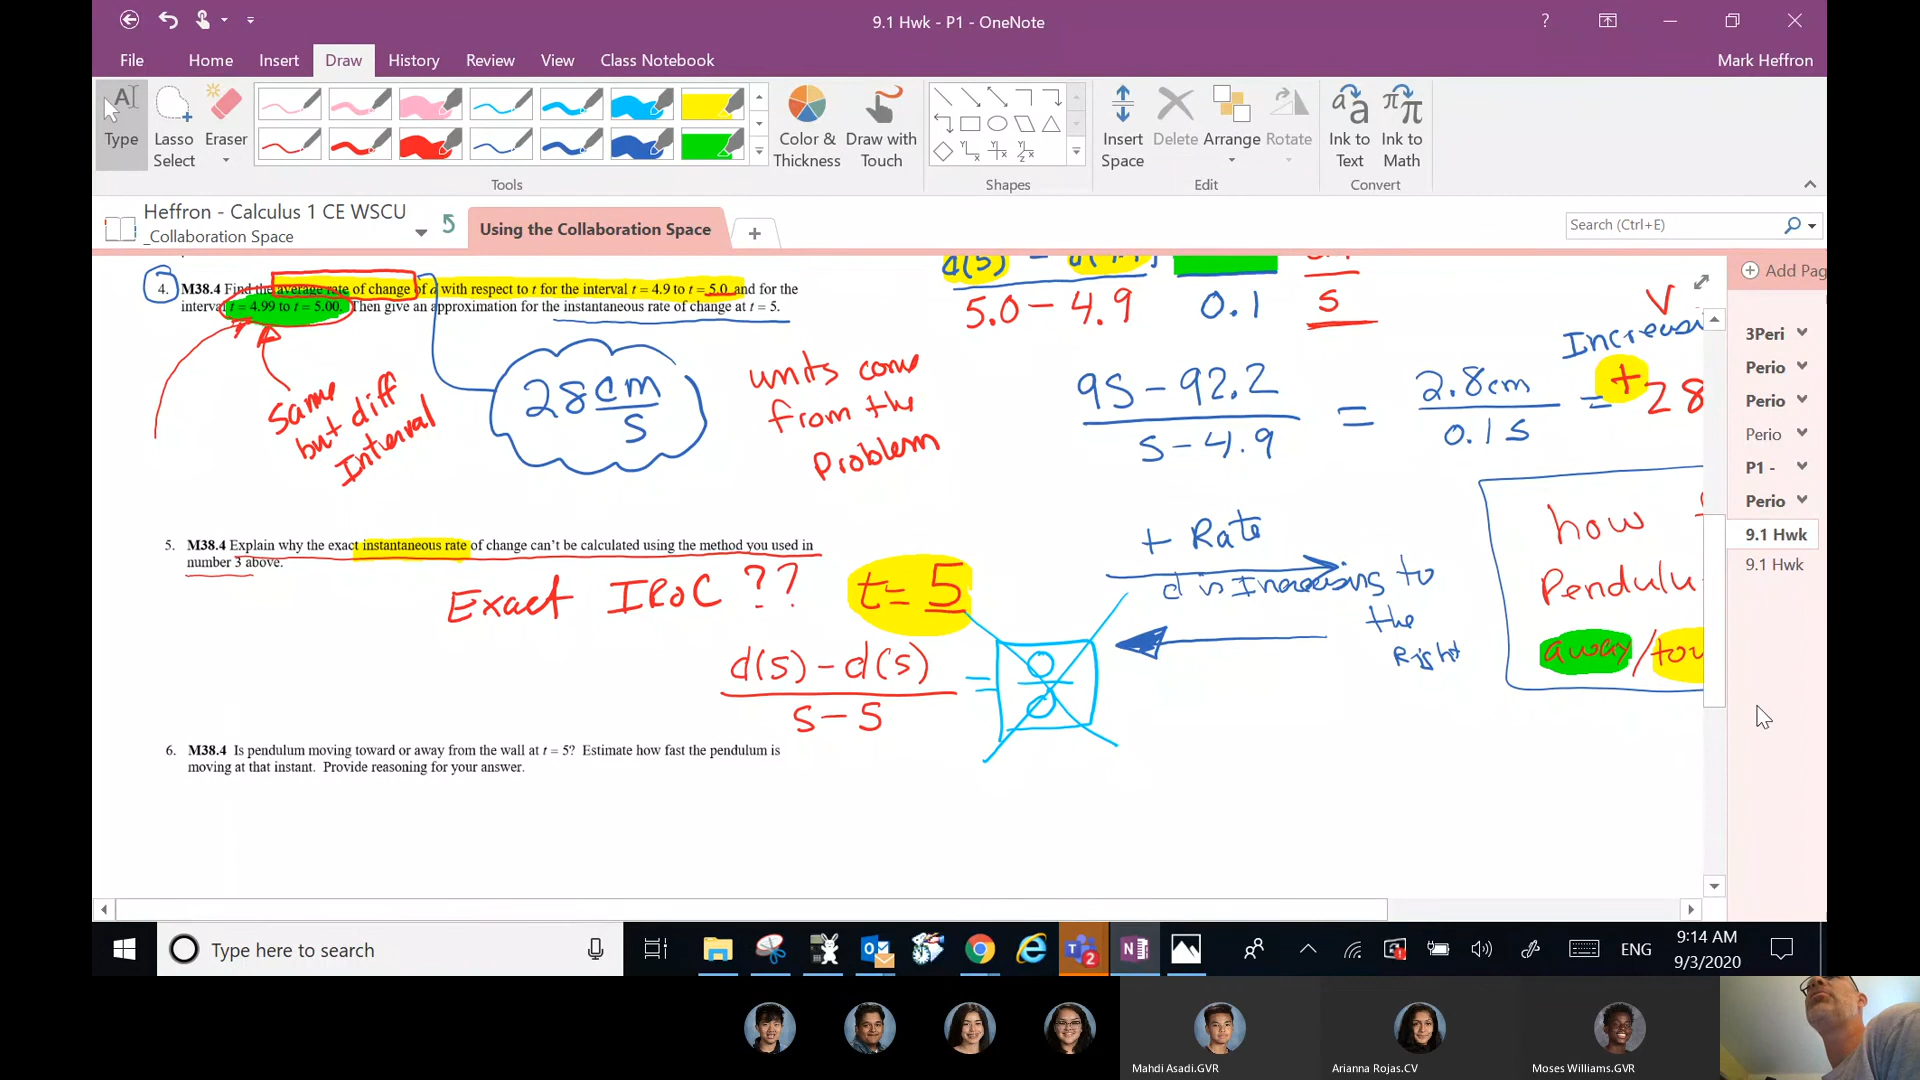 9.1 Hwk - P1 - OneNote
?
File Home Insert Draw History Review View Class Notebook
Mark Heffron
Type Lasso Select Eraser Color & Thickness Draw with Touch Insert Space Delete Arrange Rotate Ink to Text Ink to Math
Tools Shapes Edit Convert
Heffron - Calculus 1 CE WSCU
_Collaboration Space
Using the Collaboration Space
Search (Ctrl+E)
Add Pag
3Peri
Perio
Perio
Perio
P1 -
Perio
9.1 Hwk
9.1 Hwk
4. M38.4 Find the average rate of change of d with respect to t for the interval t = 4.9 to t = 5.0 and for the
interval t = 4.99 to t = 5.00. Then give an approximation for the instantaneous rate of change at t = 5.
5.0 - 4.9
0.1
s
Same
but diff
Interval
28 cm
s
units come
from the
Problem
95 - 92.2
5 - 4.9
=
2.8cm
0.1 s
= +28
5. M38.4 Explain why the exact instantaneous rate of change can't be calculated using the method you used in
number 3 above.
Exact IRoC ??
t = 5
d(5) - d(5)
5 - 5
=
0
0
+ Rate
d is Increasing to
the
Right
how
Pendulu
away/tow
6. M38.4 Is pendulum moving toward or away from the wall at t = 5? Estimate how fast the pendulum is
moving at that instant. Provide reasoning for your answer.
Type here to search
2
ENG
9:14 AM
9/3/2020
Mahdi Asadi.GVR
Arianna Rojas.CV
Moses Williams.GVR